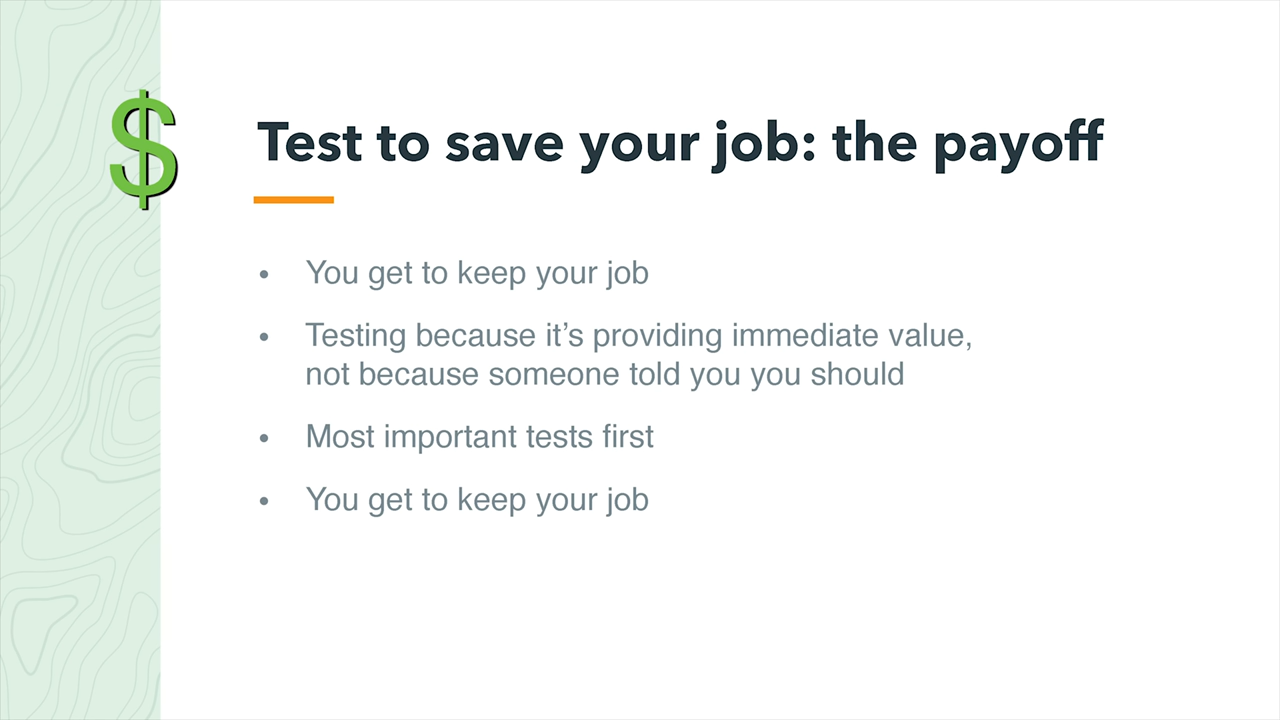 $
Test to save your job: the payoff
• You get to keep your job
• Testing because it’s providing immediate value,
not because someone told you you should
• Most important tests first
• You get to keep your job